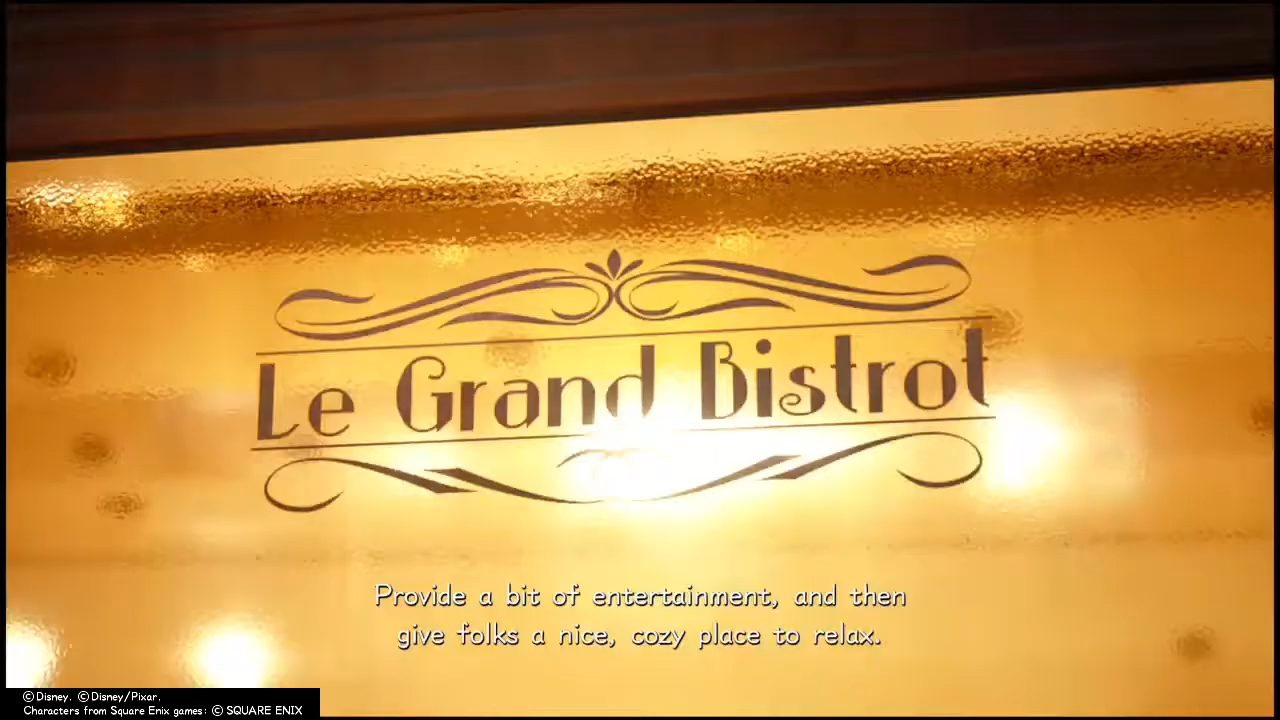 Le Grand Bistrot
Provide a bit of entertainment, and then
give folks a nice, cozy place to relax.
©Disney. ©Disney/Pixar.
Characters from Square Enix games: © SQUARE ENIX